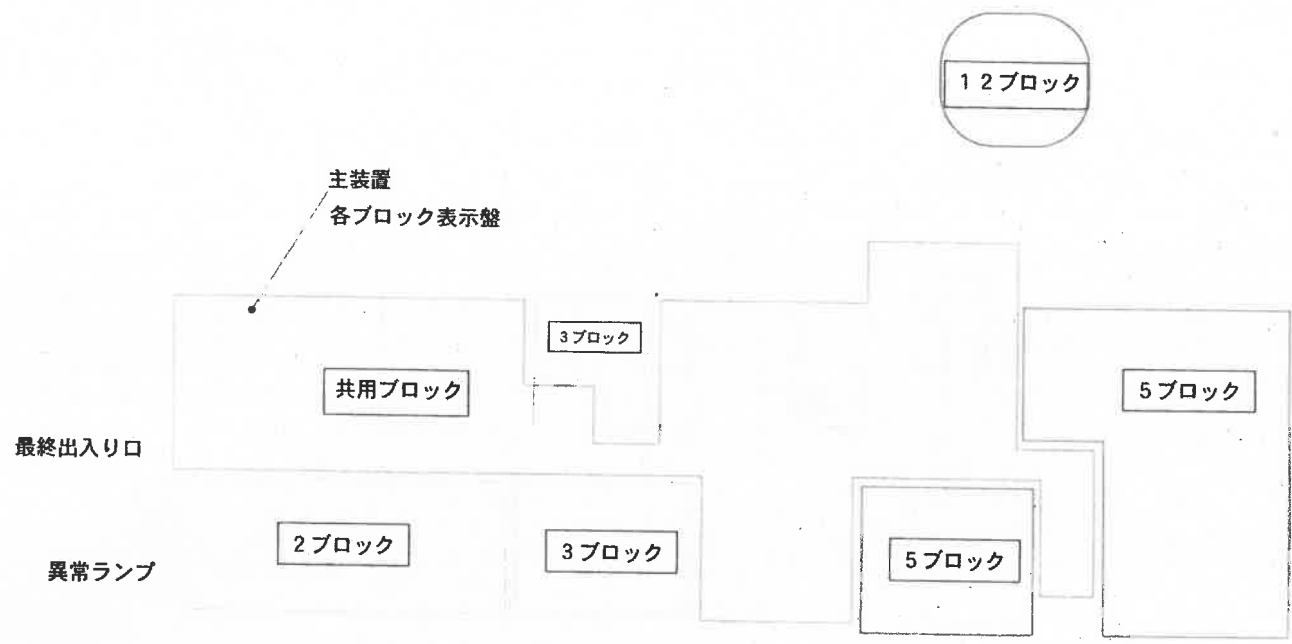 １２ブロック
主装置
各ブロック表示盤
3ブロック
共用ブロック
5ブロック
最終出入り口
2ブロック
3ブロック
5ブロック
異常ランプ